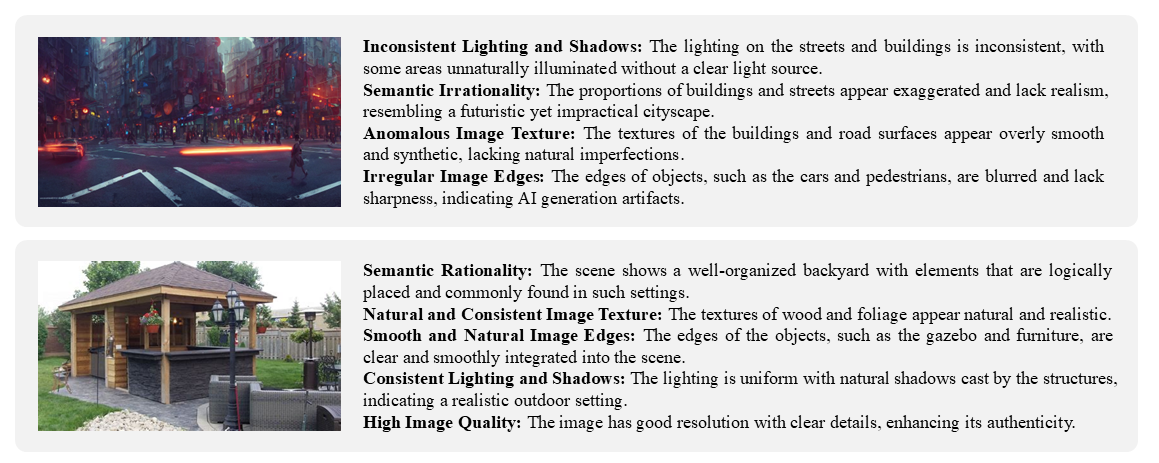 Inconsistent Lighting and Shadows: The lighting on the streets and buildings is inconsistent, with
some areas unnaturally illuminated without a clear light source.
Semantic Irrationality: The proportions of buildings and streets appear exaggerated and lack realism,
resembling a futuristic yet impractical cityscape.
Anomalous Image Texture: The textures of the buildings and road surfaces appear overly smooth
and synthetic, lacking natural imperfections.
Irregular Image Edges: The edges of objects, such as the cars and pedestrians, are blurred and lack
sharpness, indicating AI generation artifacts.
Semantic Rationality: The scene shows a well-organized backyard with elements that are logically
placed and commonly found in such settings.
Natural and Consistent Image Texture: The textures of wood and foliage appear natural and realistic.
Smooth and Natural Image Edges: The edges of the objects, such as the gazebo and furniture, are
clear and smoothly integrated into the scene.
Consistent Lighting and Shadows: The lighting is uniform with natural shadows cast by the structures,
indicating a realistic outdoor setting.
High Image Quality: The image has good resolution with clear details, enhancing its authenticity.